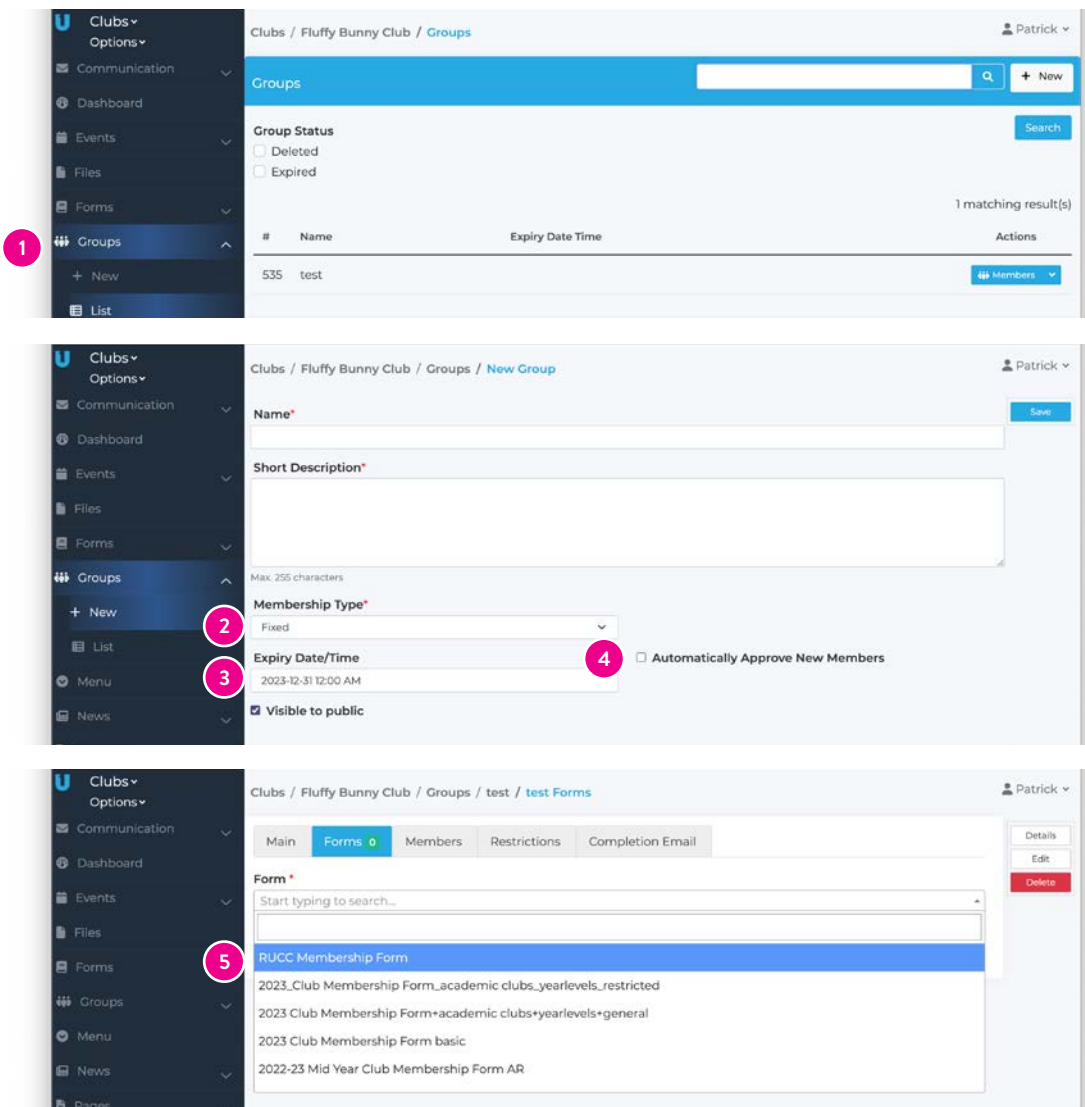 Clubs
Options
Communication
Dashboard
Events
Files
Forms
1
Groups
+ New
List
Clubs / Fluffy Bunny Club / Groups
Patrick
Groups
+ New
Group Status
Search
Deleted
Expired
1 matching result(s)
# Name Expiry Date Time Actions
535 test Members
Clubs
Options
Communication
Dashboard
Events
Files
Forms
Groups
+ New
List
Menu
News
Clubs / Fluffy Bunny Club / Groups / New Group
Patrick
Name*
Save
Short Description*
Max. 255 characters
Membership Type*
2
Fixed
Expiry Date/Time
4
Automatically Approve New Members
3
2023-12-31 12:00 AM
Visible to public
Clubs
Options
Communication
Dashboard
Events
Files
Forms
Groups
Menu
News
Pages
Clubs / Fluffy Bunny Club / Groups / test / test Forms
Patrick
Main Forms 0 Members Restrictions Completion Email
Details
Edit
Delete
Form *
Start typing to search...
5
RUCC Membership Form
2023_Club Membership Form_academic clubs_yearlevels_restricted
2023 Club Membership Form+academic clubs+yearlevels+general
2023 Club Membership Form basic
2022-23 Mid Year Club Membership Form AR